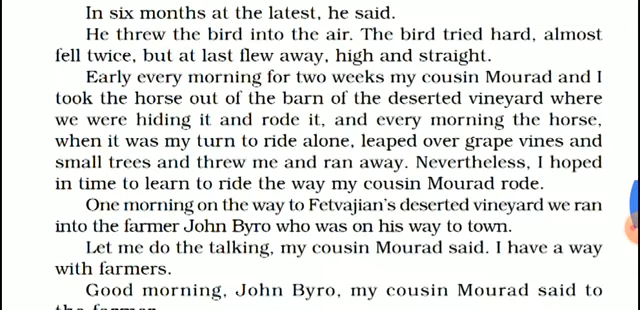 In six months at the latest, he said.
He threw the bird into the air. The bird tried hard, almost
fell twice, but at last flew away, high and straight.
Early every morning for two weeks my cousin Mourad and I
took the horse out of the barn of the deserted vineyard where
we were hiding it and rode it, and every morning the horse,
when it was my turn to ride alone, leaped over grape vines and
small trees and threw me and ran away. Nevertheless, I hoped
in time to learn to ride the way my cousin Mourad rode.
One morning on the way to Fetvajian's deserted vineyard we ran
into the farmer John Byro who was on his way to town.
Let me do the talking, my cousin Mourad said. I have a way
with farmers.
Good morning, John Byro, my cousin Mourad said to